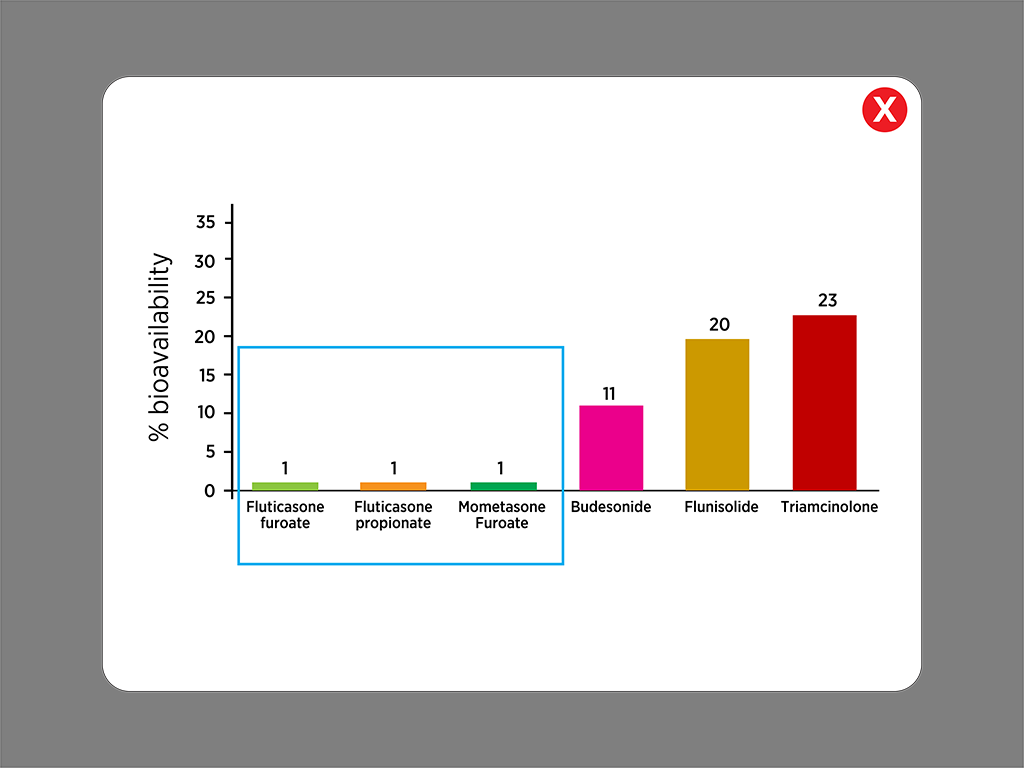 X
% bioavailability
35
30
25
20
15
10
5
0
1
1
1
11
20
23
Fluticasone
furoate
Fluticasone
propionate
Mometasone
Furoate
Budesonide
Flunisolide
Triamcinolone